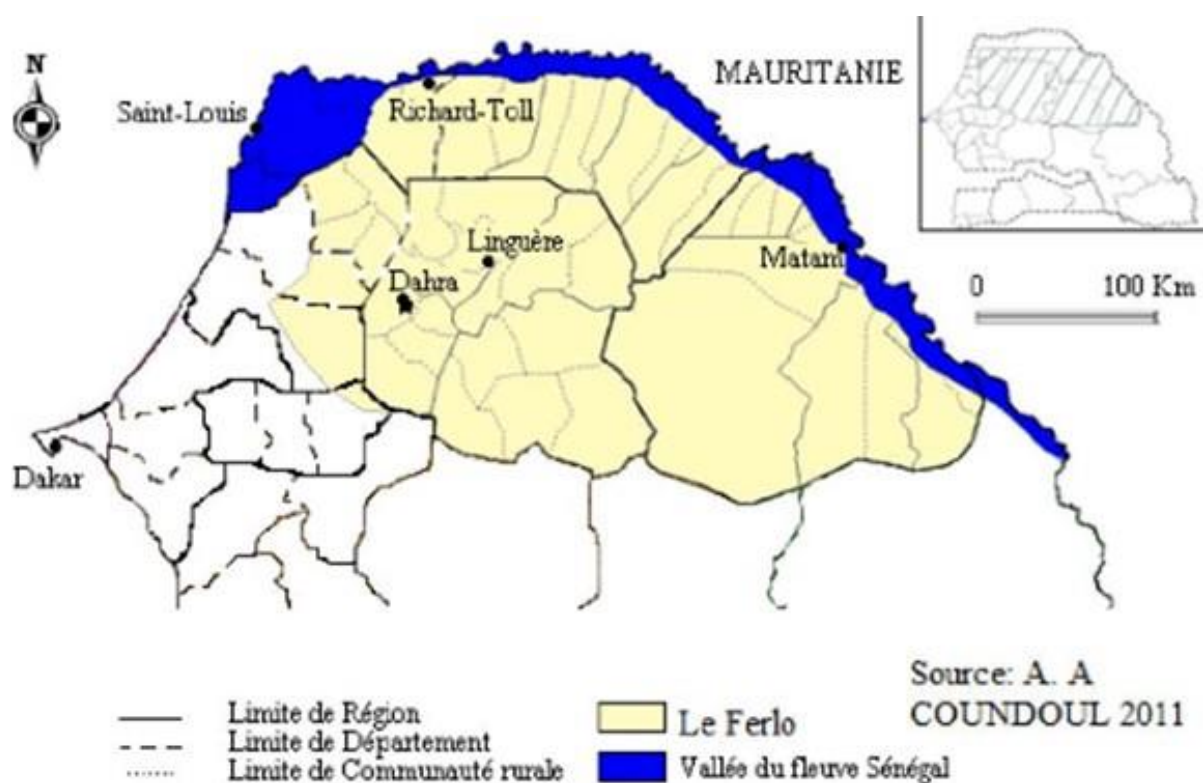 N
MAURITANIE
Saint-Louis
Richard-Toll
Linguère
Matam
Dahra
0 100 Km
Dakar
Source: A. A
COUNDOUL 2011
Limite de Région
Limite de Département
Limite de Communauté rurale
Le Ferlo
Vallée du fleuve Sénégal